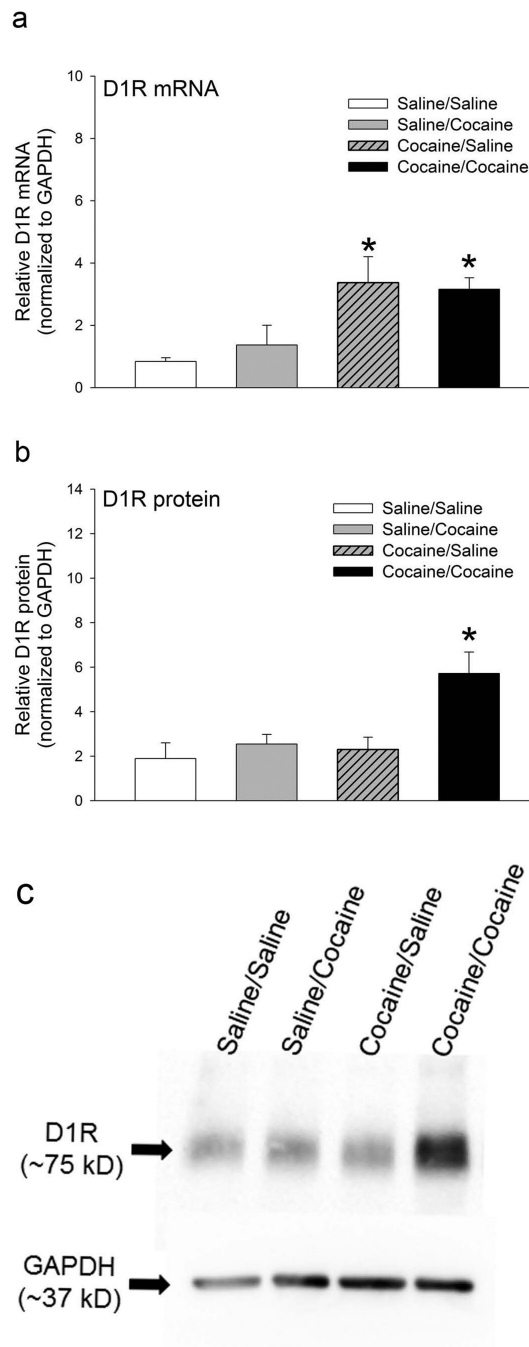 a
D1R mRNA
Saline/Saline
Saline/Cocaine
Cocaine/Saline
Cocaine/Cocaine
Relative D1R mRNA
(normalized to GAPDH)
10
8
6
4
2
0
*
*
b
D1R protein
Saline/Saline
Saline/Cocaine
Cocaine/Saline
Cocaine/Cocaine
Relative D1R protein
(normalized to GAPDH)
14
12
10
8
6
4
2
0
*
c
Saline/Saline
Saline/Cocaine
Cocaine/Saline
Cocaine/Cocaine
D1R
(~75 kD)
GAPDH
(~37 kD)